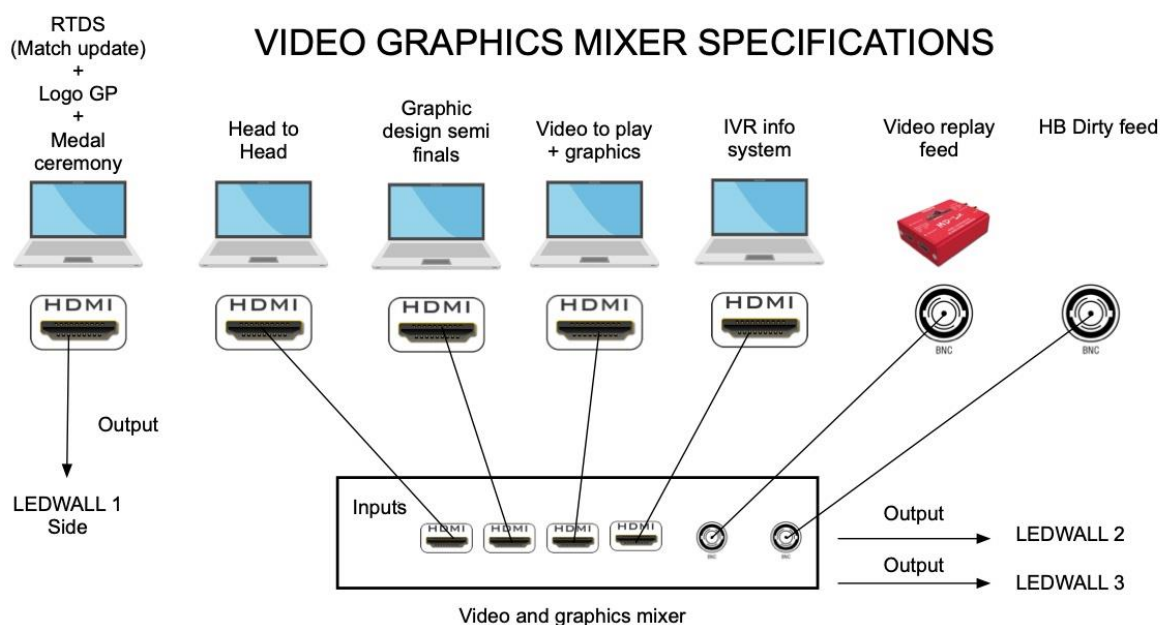 RTDS
(Match update)
+
Logo GP
+
Medal
ceremony
VIDEO GRAPHICS MIXER SPECIFICATIONS
Head to
Head
Graphic
design semi
finals
Video to play
+ graphics
IVR info
system
Video replay
feed
HB Dirty feed
HDMI
HDMI
HDMI
HDMI
HDMI
BNC
BNC
Output
LEDWALL 1
Side
Inputs
HDMI
HDMI
HDMI
HDMI
BNC
BNC
Output
LEDWALL 2
Output
LEDWALL 3
Video and graphics mixer